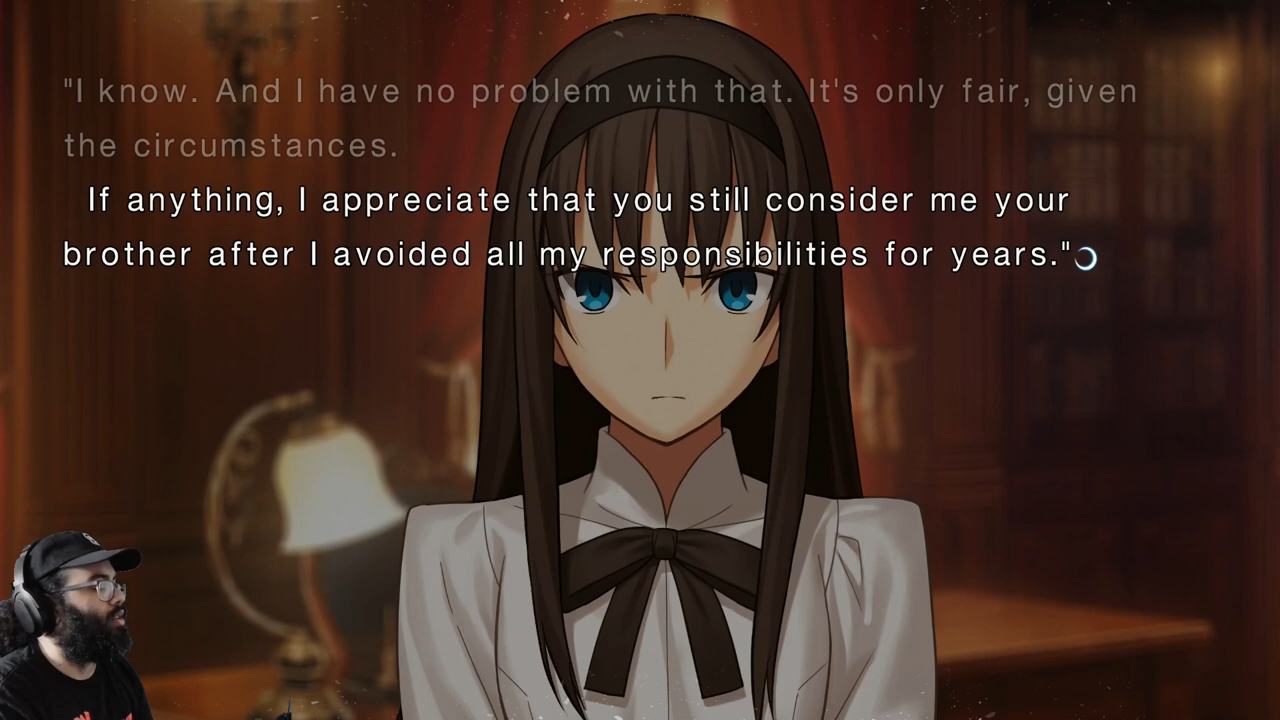 "I know. And I have no problem with that. It's only fair, given
the circumstances.
If anything, I appreciate that you still consider me your
brother after I avoided all my responsibilities for years."